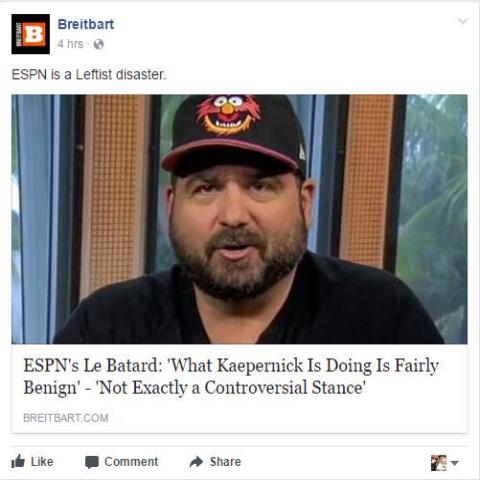 Breitbart
4 hrs ·
ESPN is a Leftist disaster.
BREITBART
B
ESPN's Le Batard: 'What Kaepernick Is Doing Is Fairly
Benign' - 'Not Exactly a Controversial Stance'
BREITBART.COM
Like Comment Share